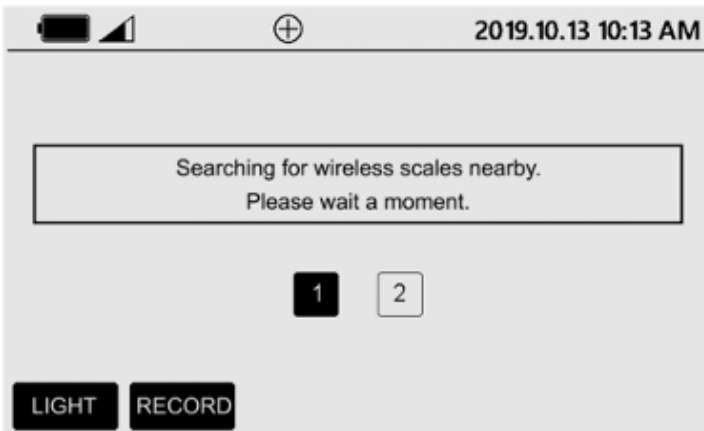 2019.10.13 10:13 AM
Searching for wireless scales nearby.
Please wait a moment.
1 2
LIGHT RECORD